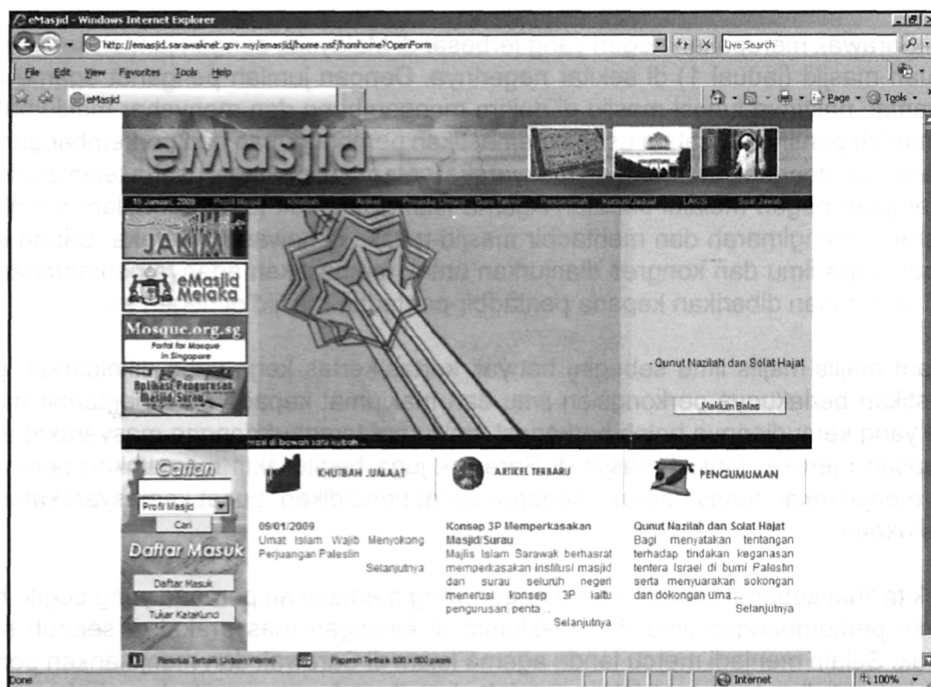 eMasjid - Windows Internet Explorer
http://emasjid.sarawaknet.gov.my/emasjid/home.nsf/homhome?OpenForm
Live Search
File Edit View Favorites Tools Help
eMasjid
Page Tools
eMasjid
15 Januari, 2009 Profil Masjid Khutbah Artikel Prosedur Umum Guru Takmir Penceramah Kursus/Jadual LAKIS Soal Jawab
JAKIM
eMasjid
Melaka
Mosque.org.sg
Portal for Mosque
in Singapore
Aplikasi Pengurusan
Masjid/Surau
-Qunut Nazilah dan Solat Hajat
Maklum Balas
masi di bawah satu kubah...
Carian
Profil Masjid
Cari
Daftar Masuk
Daftar Masuk
Tukar KataKunci
KHUTBAH JUMAAT
09/01/2009
Umat Islam Wajib Menyokong
Perjuangan Palestin
Selanjutnya
ARTIKEL TERBARU
Konsep 3P Memperkasakan
Masjid/Surau
Majlis Islam Sarawak berhasrat
memperkasakan institusi masjid
dan surau seluruh negeri
menerusi konsep 3P iaitu
pengurusan, penta...
Selanjutnya
PENGUMUMAN
Qunut Nazilah dan Solat Hajat
Bagi menyatakan tentangan
terhadap tindakan keganasan
tentera Israel di bumi Palestin
serta menyuarakan sokongan
dan dokongan uma...
Selanjutnya
Paparan Terbaik 800 x 600 pixels
Done
Internet
100%